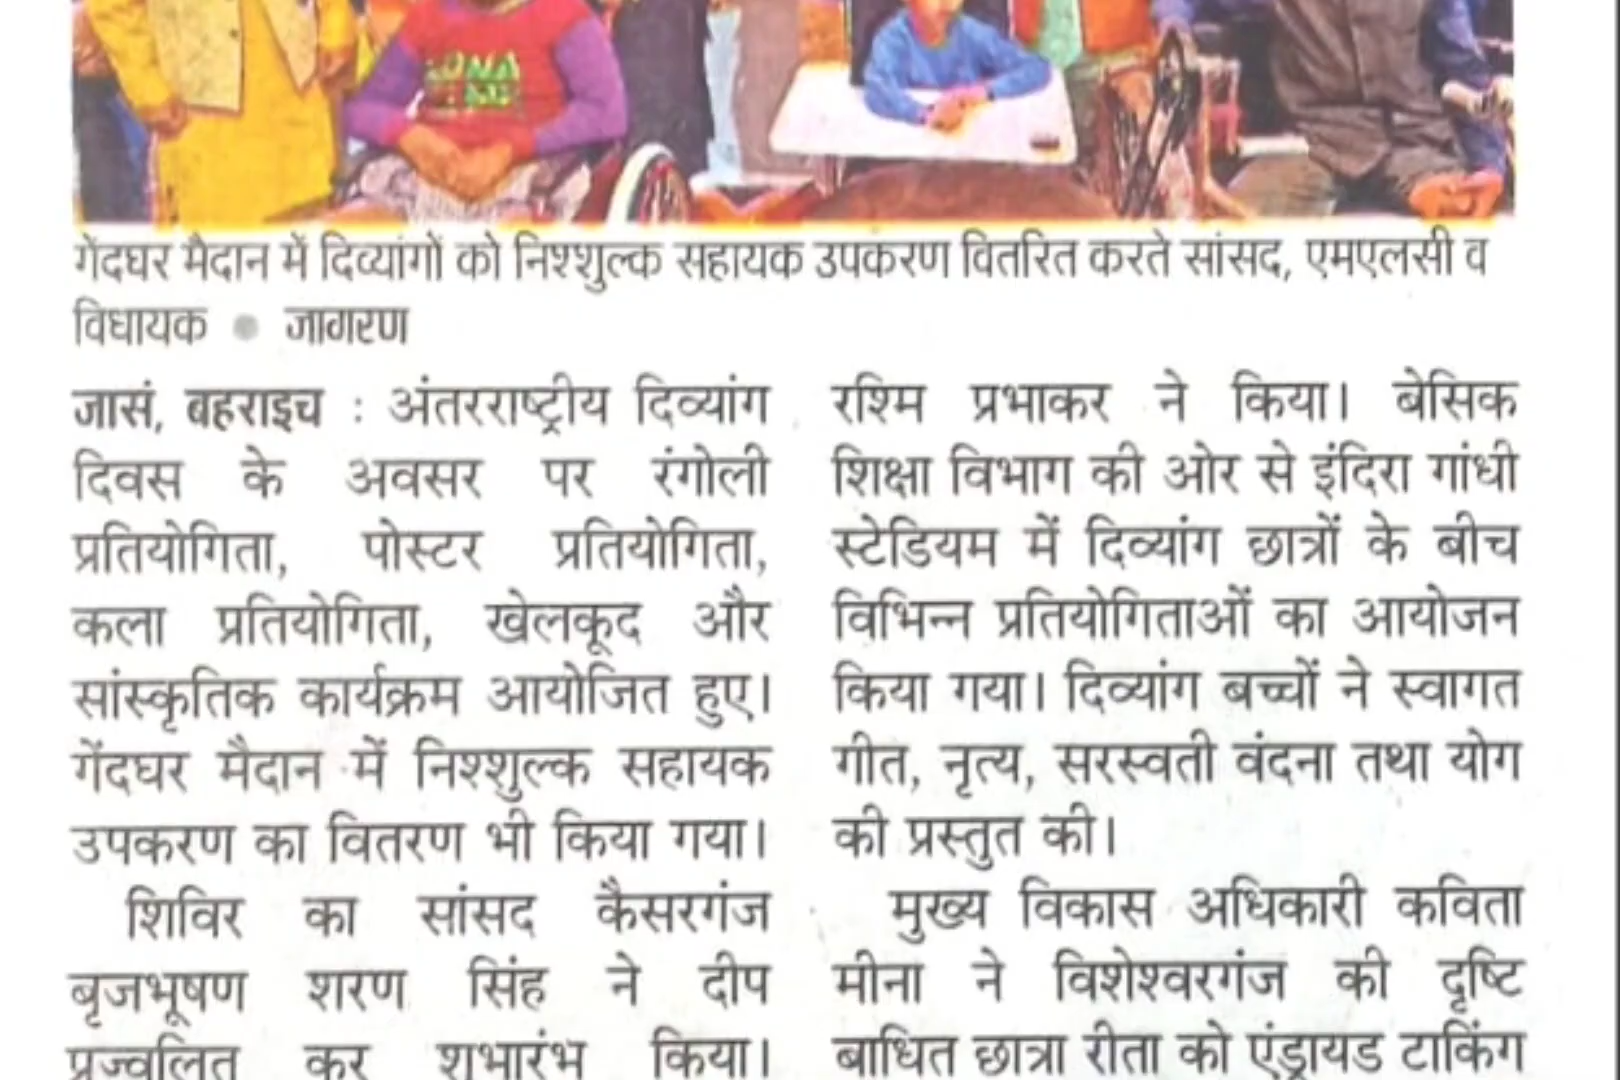 गेंदघर मैदान में दिव्यांगों को निश्शुल्क सहायक उपकरण वितरित करते सांसद, एमएलसी व
विधायक ● जागरण
जासं, बहराइच : अंतरराष्ट्रीय दिव्यांग
दिवस के अवसर पर रंगोली
प्रतियोगिता, पोस्टर प्रतियोगिता,
कला प्रतियोगिता, खेलकूद और
सांस्कृतिक कार्यक्रम आयोजित हुए।
गेंदघर मैदान में निश्शुल्क सहायक
उपकरण का वितरण भी किया गया।
शिविर का सांसद कैसरगंज
बृजभूषण शरण सिंह ने दीप
प्रज्वलित कर शुभारंभ किया।
रश्मि प्रभाकर ने किया। बेसिक
शिक्षा विभाग की ओर से इंदिरा गांधी
स्टेडियम में दिव्यांग छात्रों के बीच
विभिन्न प्रतियोगिताओं का आयोजन
किया गया। दिव्यांग बच्चों ने स्वागत
गीत, नृत्य, सरस्वती वंदना तथा योग
की प्रस्तुत की।
मुख्य विकास अधिकारी कविता
मीना ने विशेश्वरगंज की दृष्टि
बाधित छात्रा रीता को एंड्रायड टाकिंग